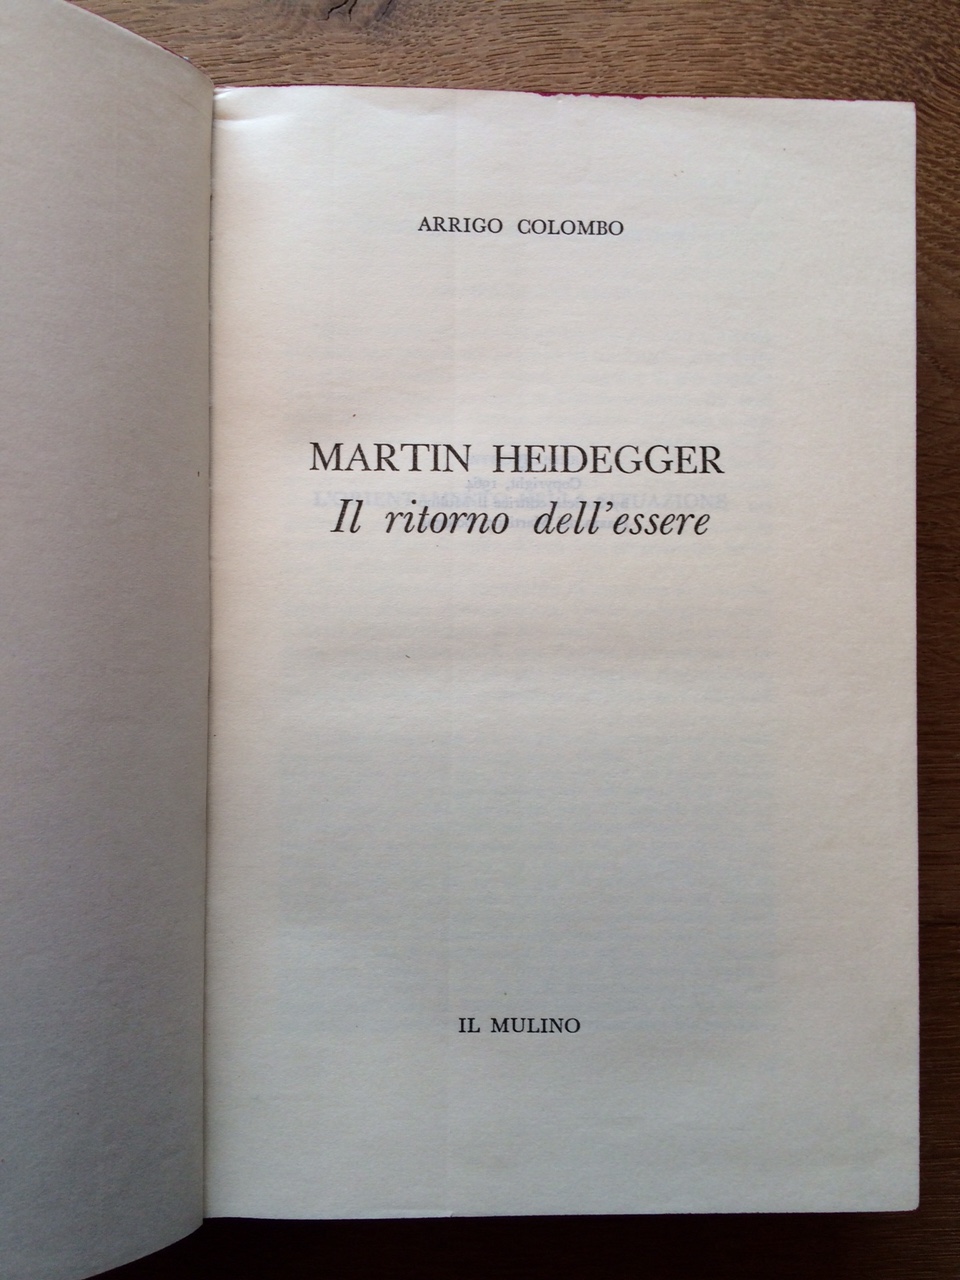 ARRIGO COLOMBO
MARTIN HEIDEGGER
Il ritorno dell'essere
IL MULINO